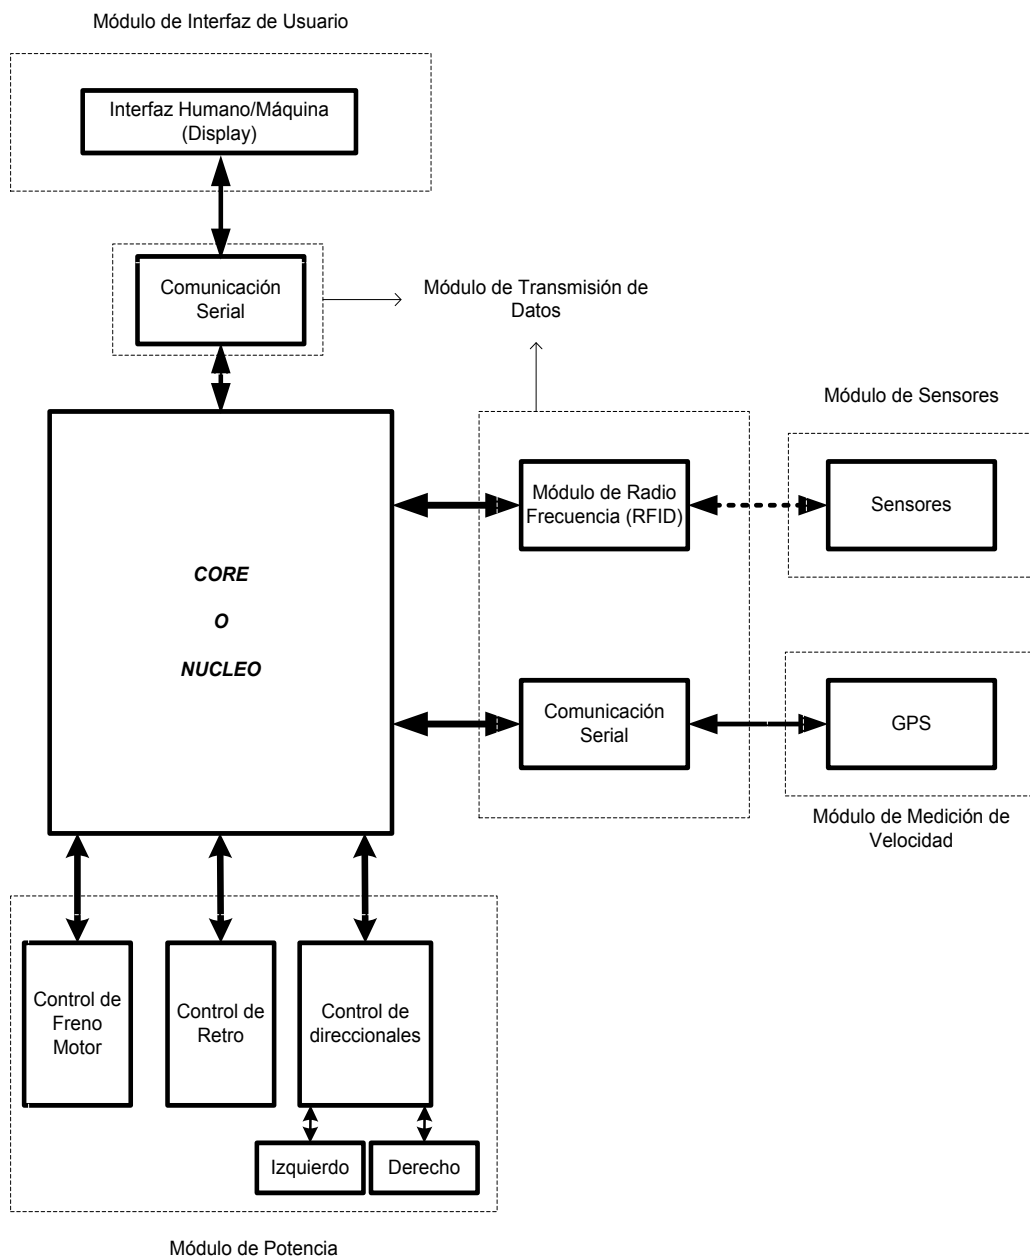 Módulo de Interfaz de Usuario
Interfaz Humano/Máquina
(Display)
Comunicación
Serial
Módulo de Transmisión de
Datos
Módulo de Sensores
Módulo de Radio
Frecuencia (RFID)
Sensores
CORE
O
NUCLEO
Comunicación
Serial
GPS
Módulo de Medición de
Velocidad
Control de
Freno
Motor
Control de
Retro
Control de
direccionales
Izquierdo
Derecho
Módulo de Potencia